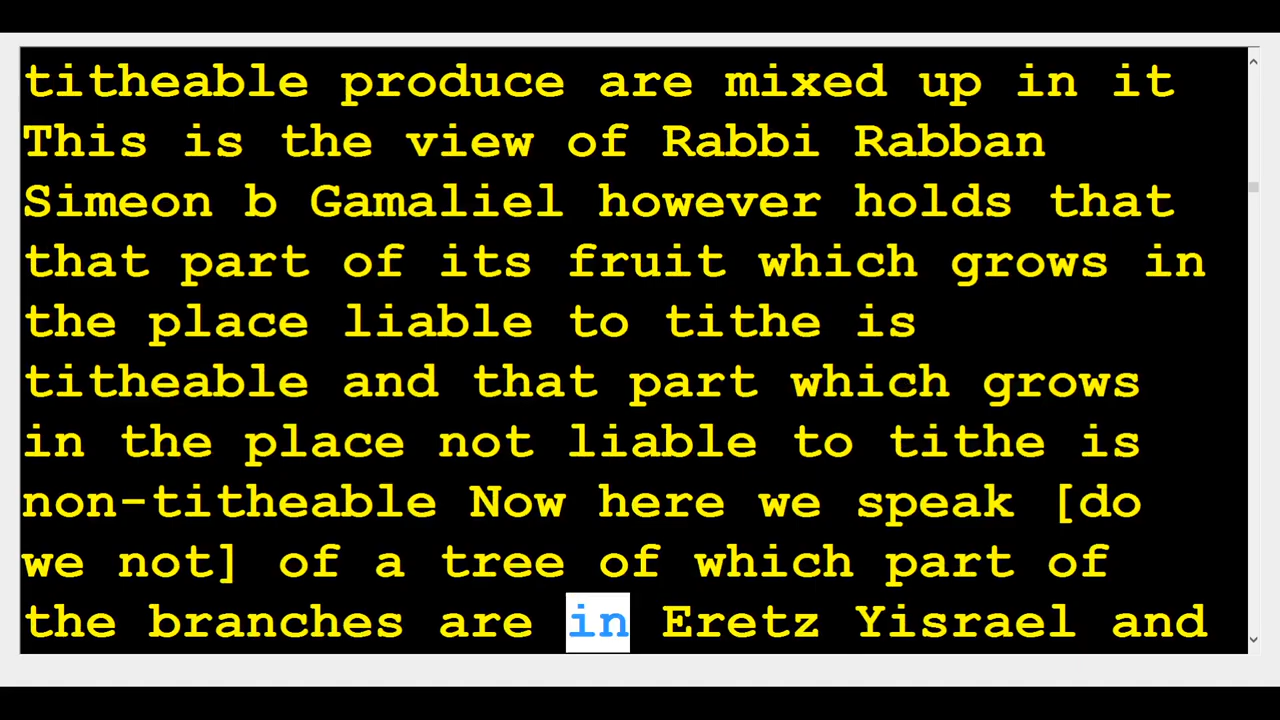 titheable produce are mixed up in it
This is the view of Rabbi Rabban
Simeon b Gamaliel however holds that
that part of its fruit which grows in
the place liable to tithe is
titheable and that part which grows
in the place not liable to tithe is
non-titheable Now here we speak [do
we not] of a tree of which part of
the branches are in Eretz Yisrael and